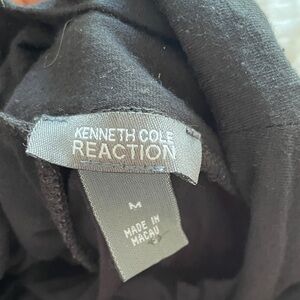 KENNETH COLE
REACTION
M
MADE IN
MACAU